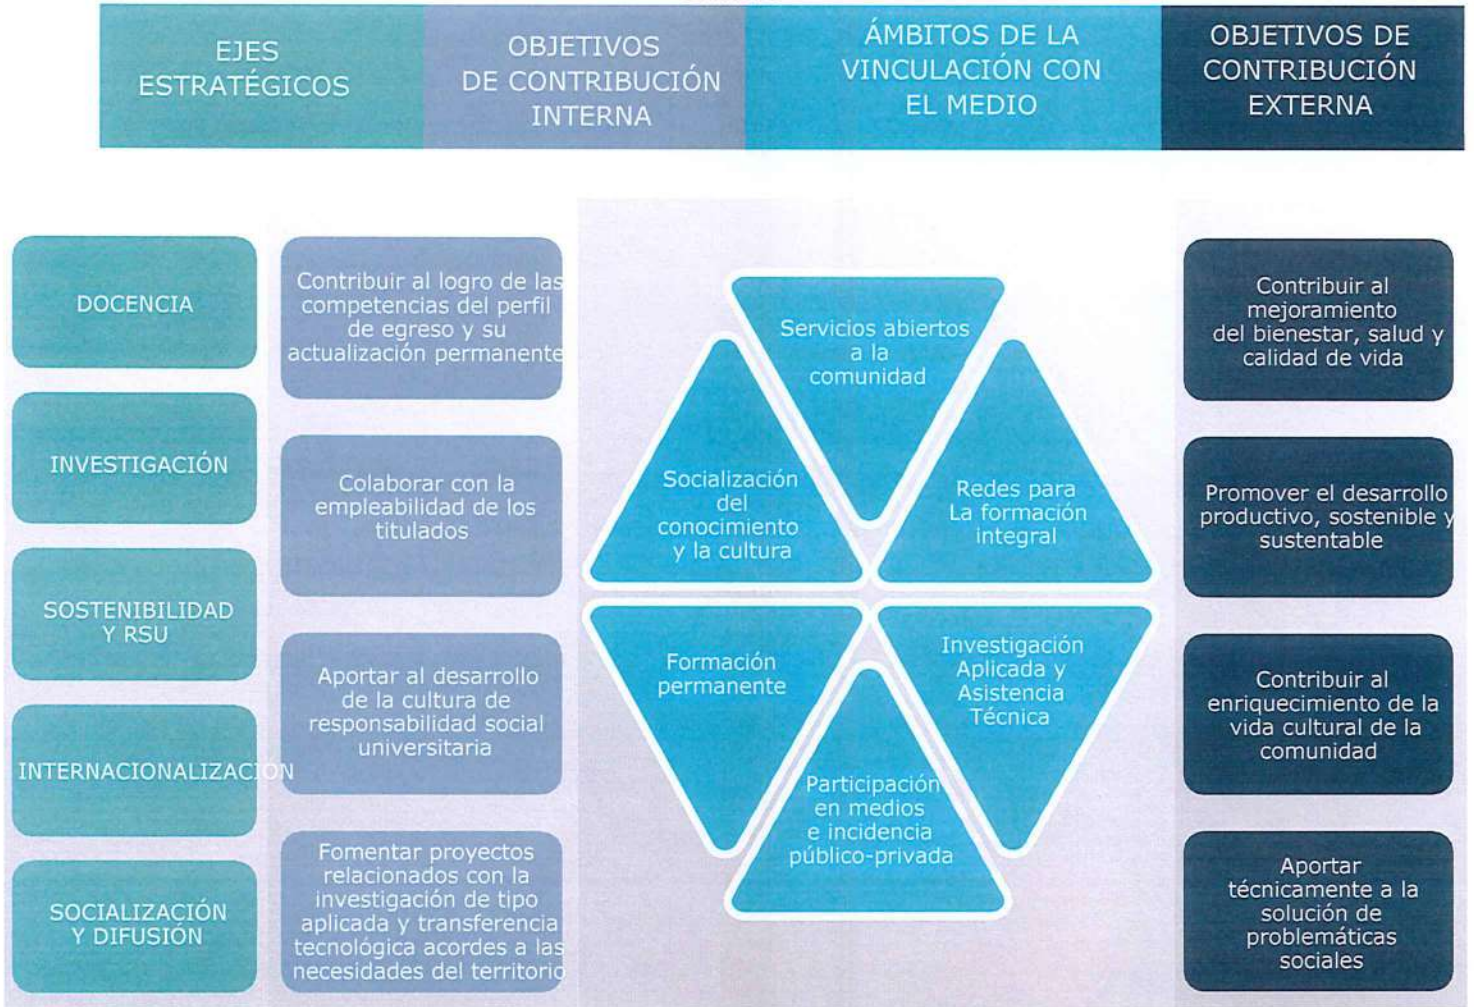 EJES
ESTRATÉGICOS
OBJETIVOS
DE CONTRIBUCIÓN
INTERNA
ÁMBITOS DE LA
VINCULACIÓN CON
EL MEDIO
OBJETIVOS DE
CONTRIBUCIÓN
EXTERNA
DOCENCIA
INVESTIGACIÓN
SOSTENIBILIDAD
Y RSU
INTERNACIONALIZACION
SOCIALIZACIÓN
Y DIFUSIÓN
Contribuir al logro de las
competencias del perfil
de egreso y su
actualización permanente
Colaborar con la
empleabilidad de los
titulados
Aportar al desarrollo
de la cultura de
responsabilidad social
universitaria
Fomentar proyectos
relacionados con la
investigación de tipo
aplicada y transferencia
tecnológica acordes a las
necesidades del territorio
Servicios abiertos
a la
comunidad
Socialización
del
conocimiento
y la cultura
Redes para
La formación
integral
Formación
permanente
Investigación
Aplicada y
Asistencia
Técnica
Participación
en medios
e incidencia
público-privada
Contribuir al
mejoramiento
del bienestar, salud y
calidad de vida
Promover el desarrollo
productivo, sostenible y
sustentable
Contribuir al
enriquecimiento de la
vida cultural de la
comunidad
Aportar
técnicamente a la
solución de
problemáticas
sociales